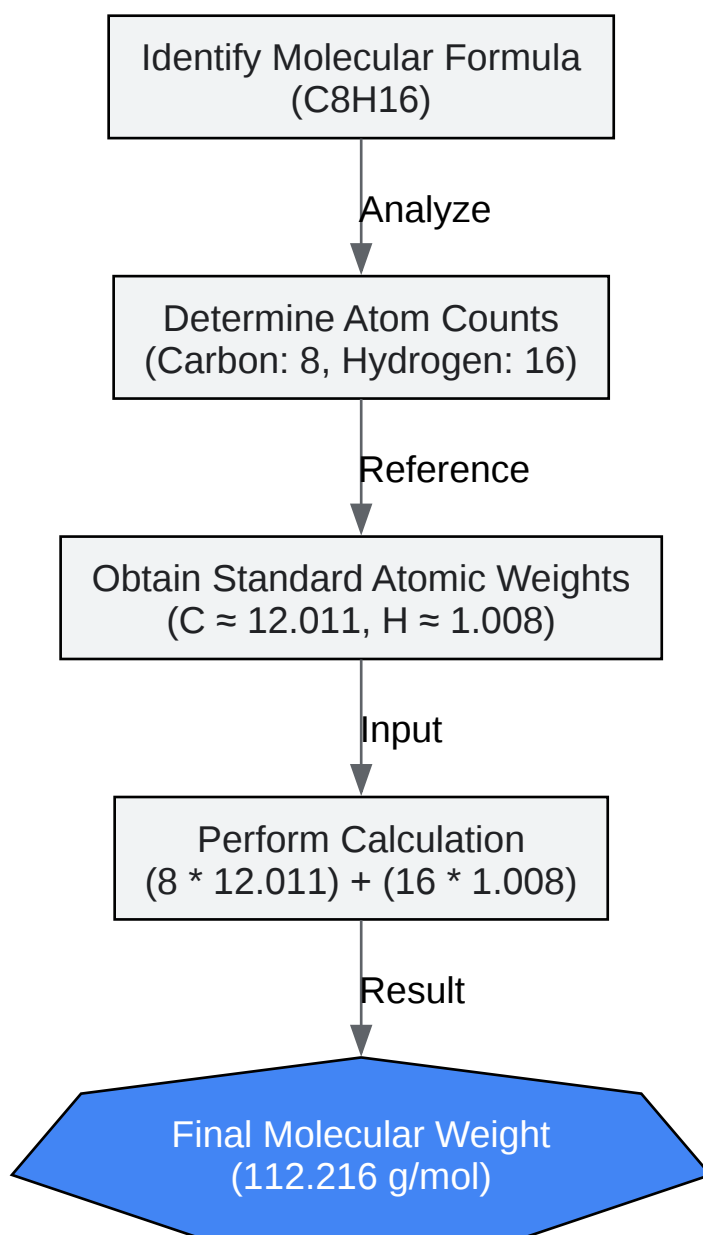 Identify Molecular Formula
(C8H16)
Analyze
Determine Atom Counts
(Carbon: 8, Hydrogen: 16)
Reference
Obtain Standard Atomic Weights
(C ≈ 12.011, H ≈ 1.008)
Input
Perform Calculation
(8 * 12.011) + (16 * 1.008)
Result
Final Molecular Weight
(112.216 g/mol)